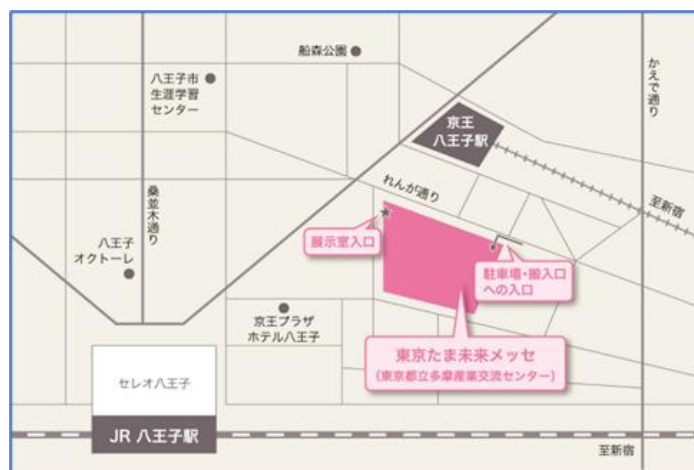 船森公園
八王子市
生涯学習
センター
かえで通り
京王
八王子駅
れんが通り
桑並木通り
至新宿
展示室入口
八王子
オクトーレ
駐車場・搬入口
への入口
京王プラザ
ホテル八王子
東京たま未来メッセ
(東京都立多摩産業交流センター)
セレオ八王子
JR 八王子駅
至新宿